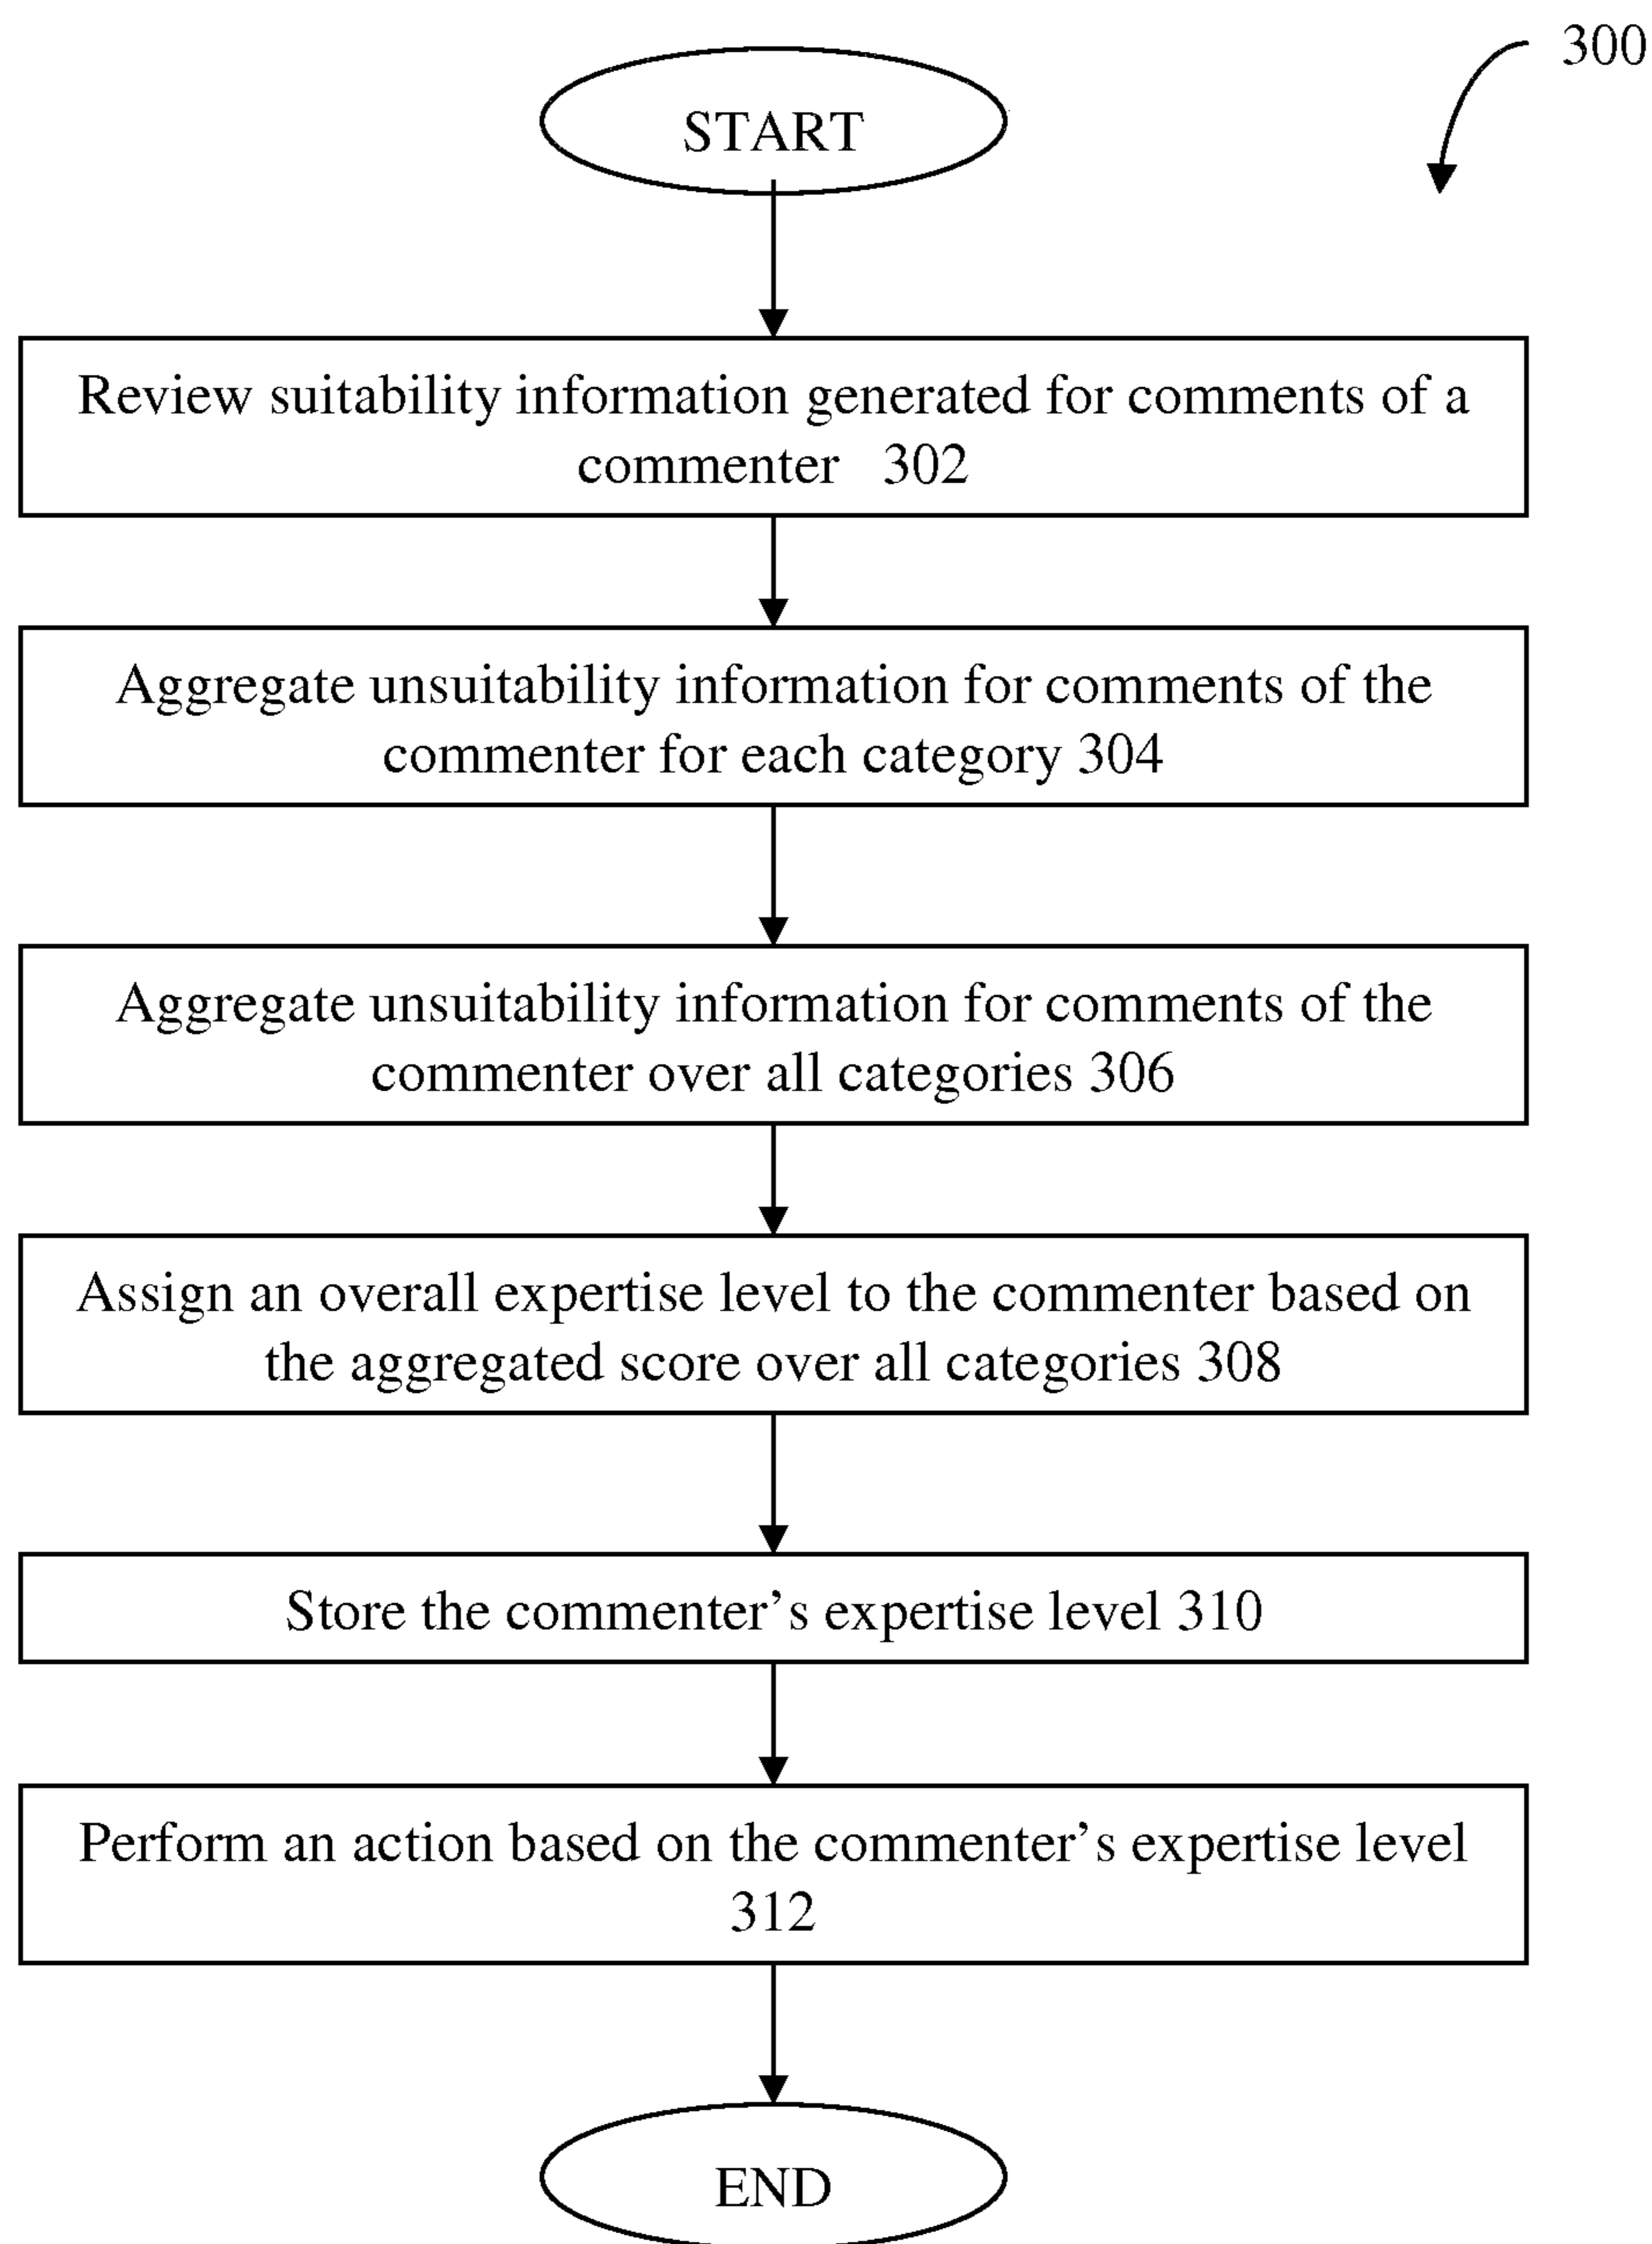 300
START
Review suitability information generated for comments of a
commenter 302
Aggregate unsuitability information for comments of the
commenter for each category 304
Aggregate unsuitability information for comments of the
commenter over all categories 306
Assign an overall expertise level to the commenter based on
the aggregated score over all categories 308
Store the commenter’s expertise level 310
Perform an action based on the commenter’s expertise level
312
END